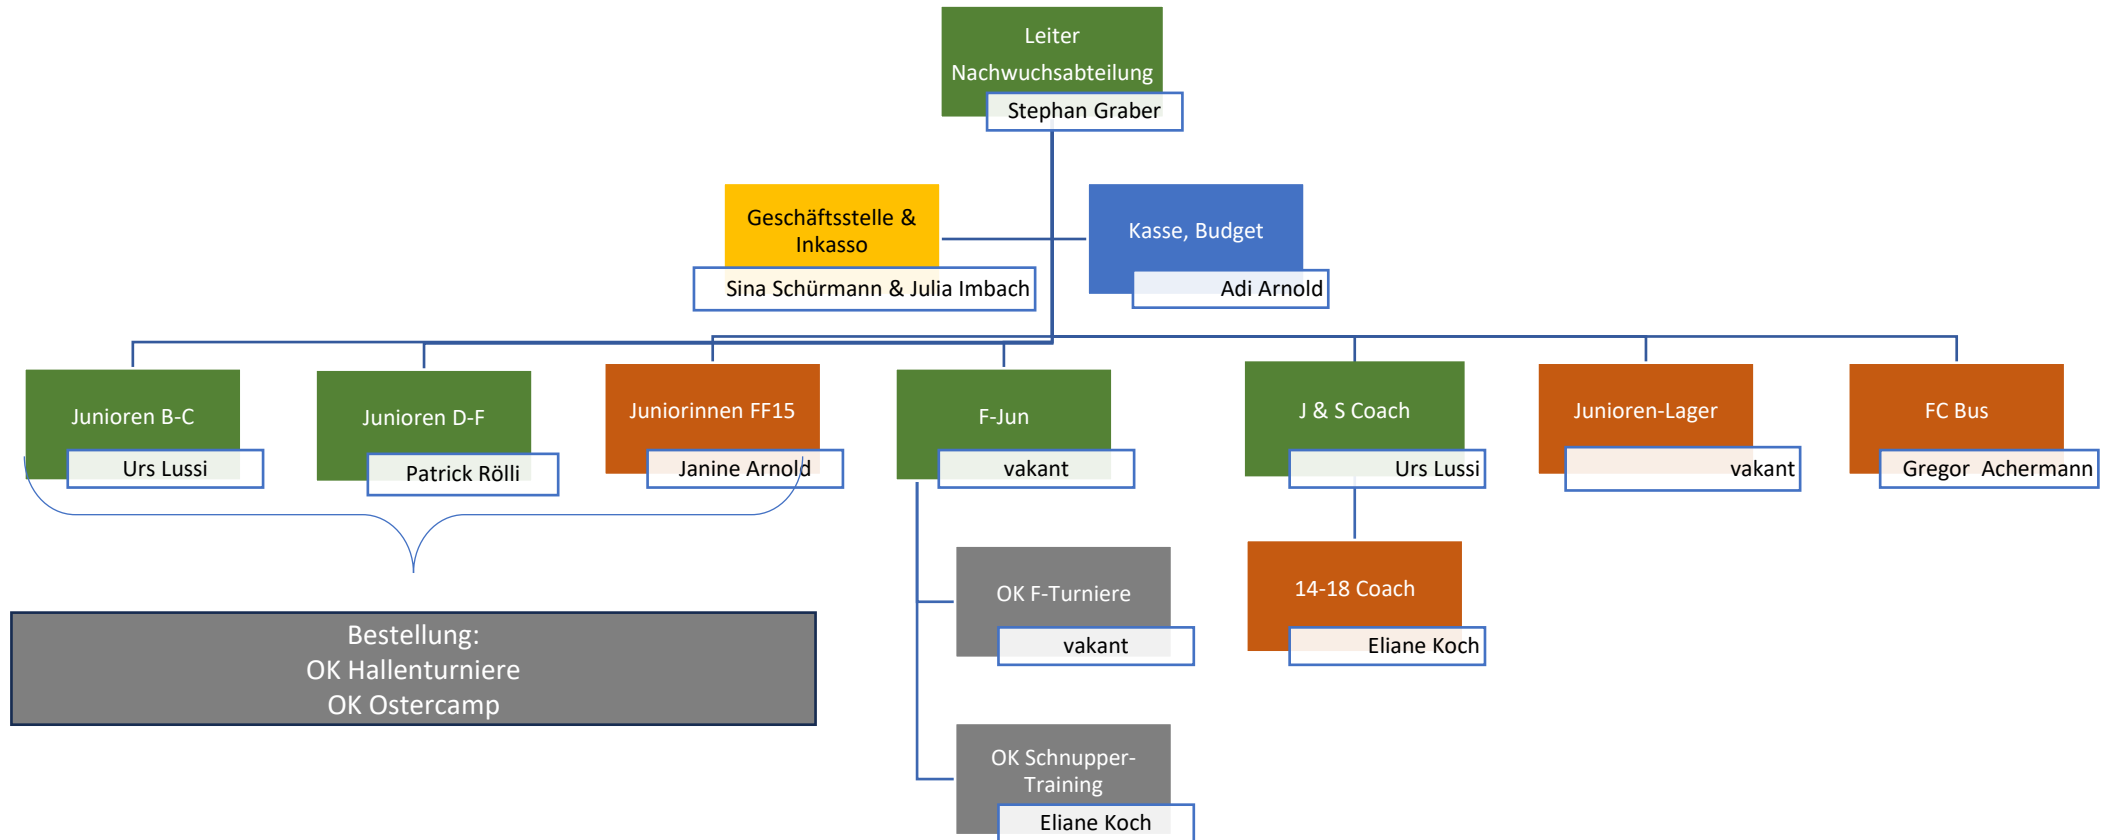 Leiter
Nachwuchsabteilung
Stephan Graber
Geschäftsstelle &
Inkasso
Sina Schürmann & Julia Imbach
Kasse, Budget
Adi Arnold
Junioren B-C
Urs Lussi
Junioren D-F
Patrick Rölli
Juniorinnen FF15
Janine Arnold
F-Jun
vakant
J & S Coach
Urs Lussi
Junioren-Lager
vakant
FC Bus
Gregor  Achermann
OK F-Turniere
vakant
14-18 Coach
Eliane Koch
Bestellung:
OK Hallenturniere
OK Ostercamp
OK Schnupper-
Training
Eliane Koch